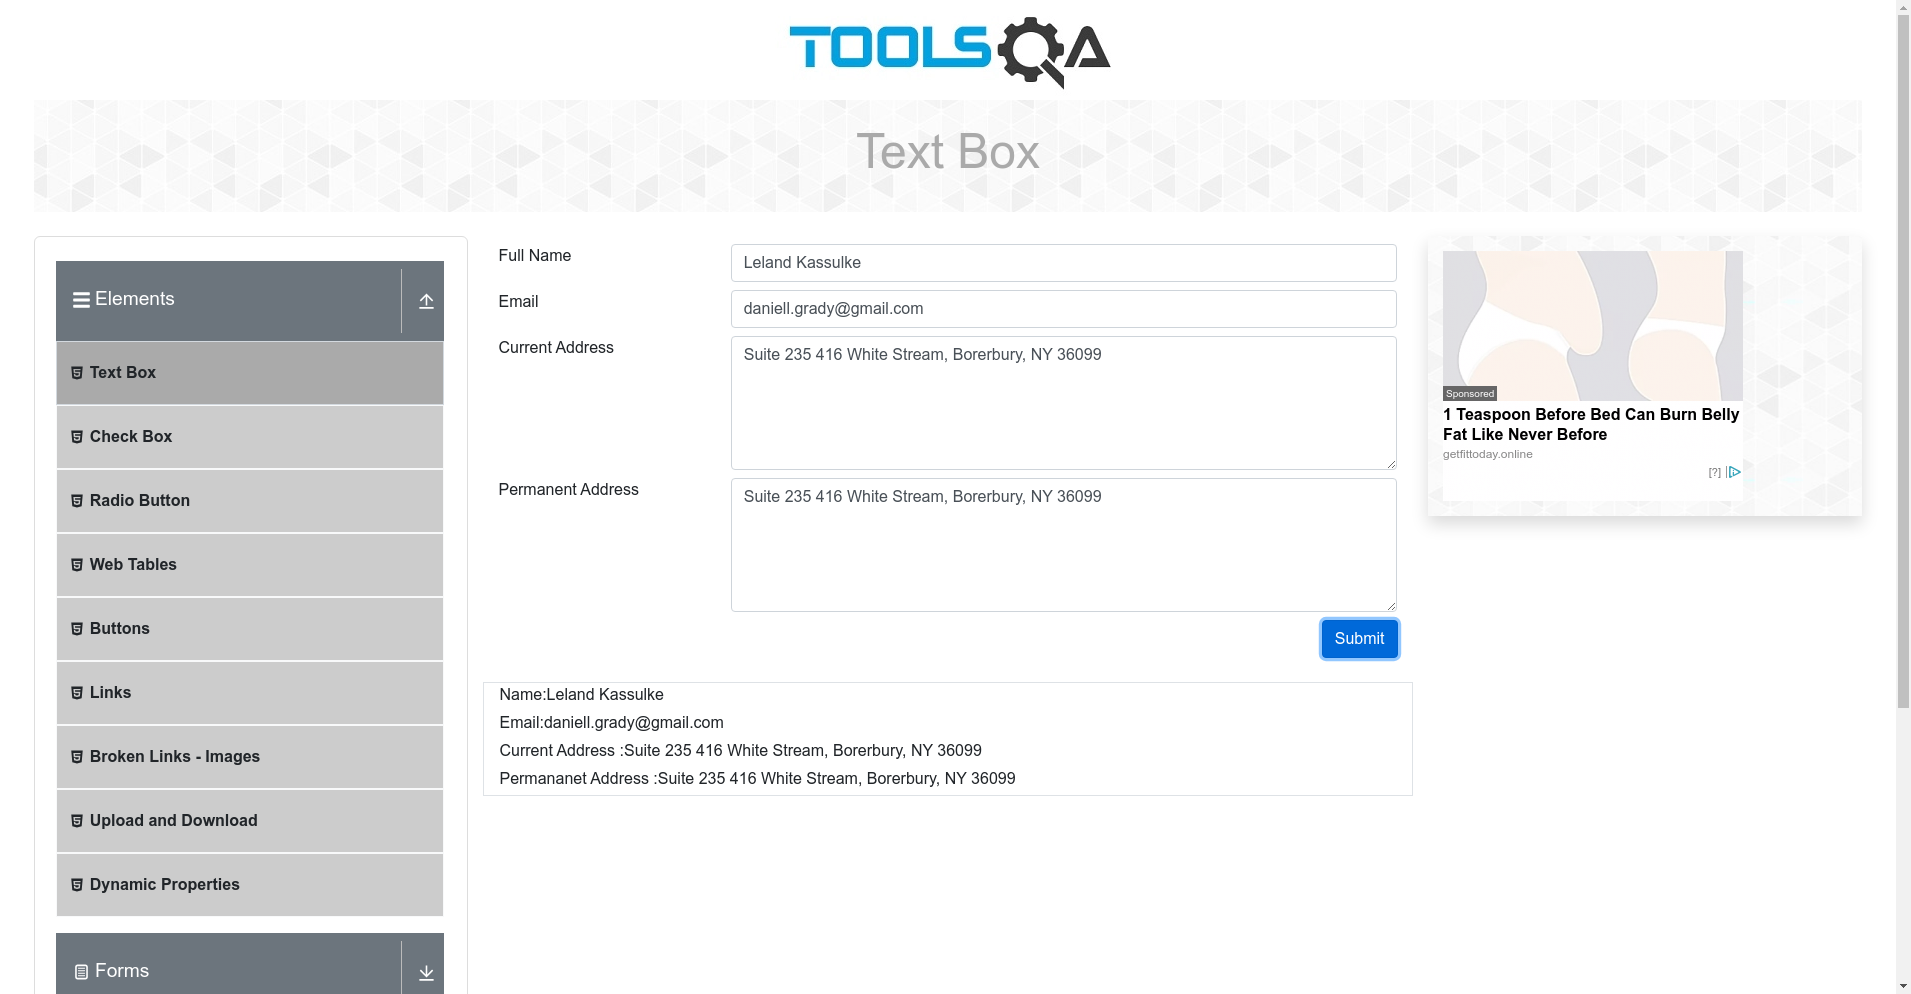 TOOLSQA
Text Box
Elements
Text Box
Check Box
Radio Button
Web Tables
Buttons
Links
Broken Links - Images
Upload and Download
Dynamic Properties
Forms
Full Name
Leland Kassulke
Email
daniell.grady@gmail.com
Current Address
Suite 235 416 White Stream, Borerbury, NY 36099
Permanent Address
Suite 235 416 White Stream, Borerbury, NY 36099
Submit
Name:Leland Kassulke
Email:daniell.grady@gmail.com
Current Address :Suite 235 416 White Stream, Borerbury, NY 36099
Permananet Address :Suite 235 416 White Stream, Borerbury, NY 36099
Sponsored
1 Teaspoon Before Bed Can Burn Belly
Fat Like Never Before
getfittoday.online
[?]